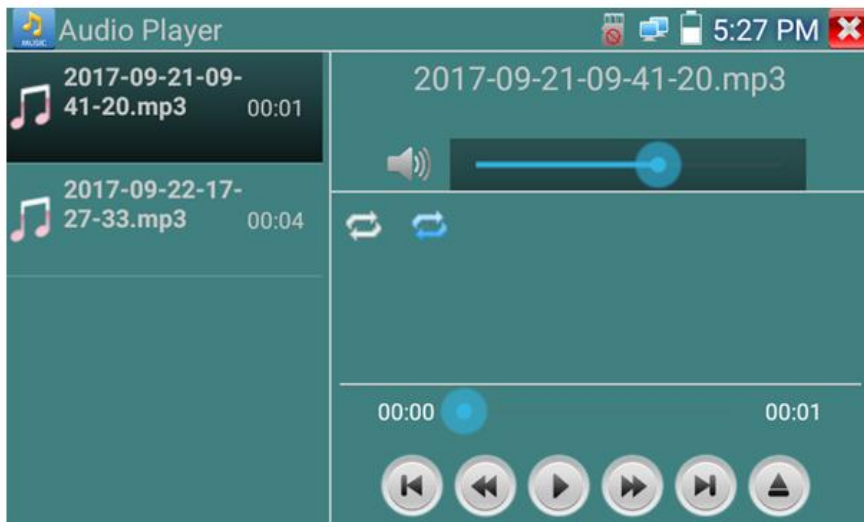 MUSIC
Audio Player
5:27 PM
2017-09-21-09-
41-20.mp3
00:01
2017-09-22-17-
27-33.mp3
00:04
2017-09-21-09-41-20.mp3
00:00
00:01